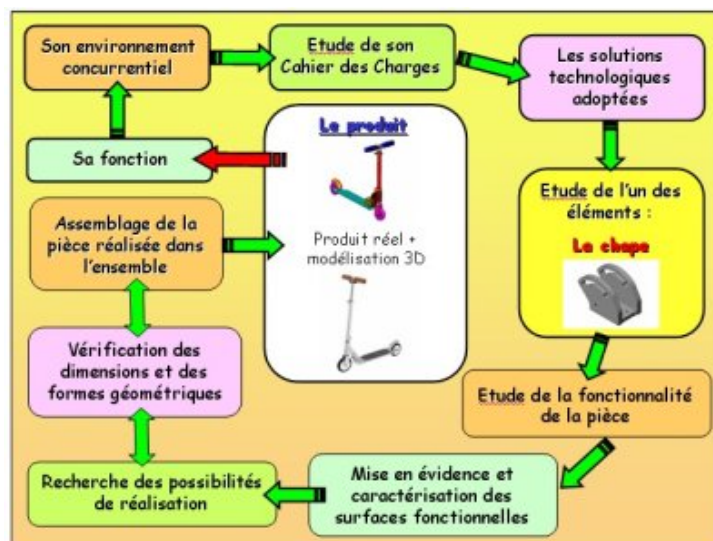 Son environnement
concurrentiel
Etude de son
Cahier des Charges
Les solutions
technologiques
adoptées
Le produit
Sa fonction
Produit réel +
modélisation 3D
Etude de l'un des
éléments :
La chape
Assemblage de la
pièce réalisée dans
l'ensemble
Vérification des
dimensions et des
formes géométriques
Etude de la fonctionnalité
de la pièce
Recherche des possibilités
de réalisation
Mise en évidence et
caractérisation des
surfaces fonctionnelles